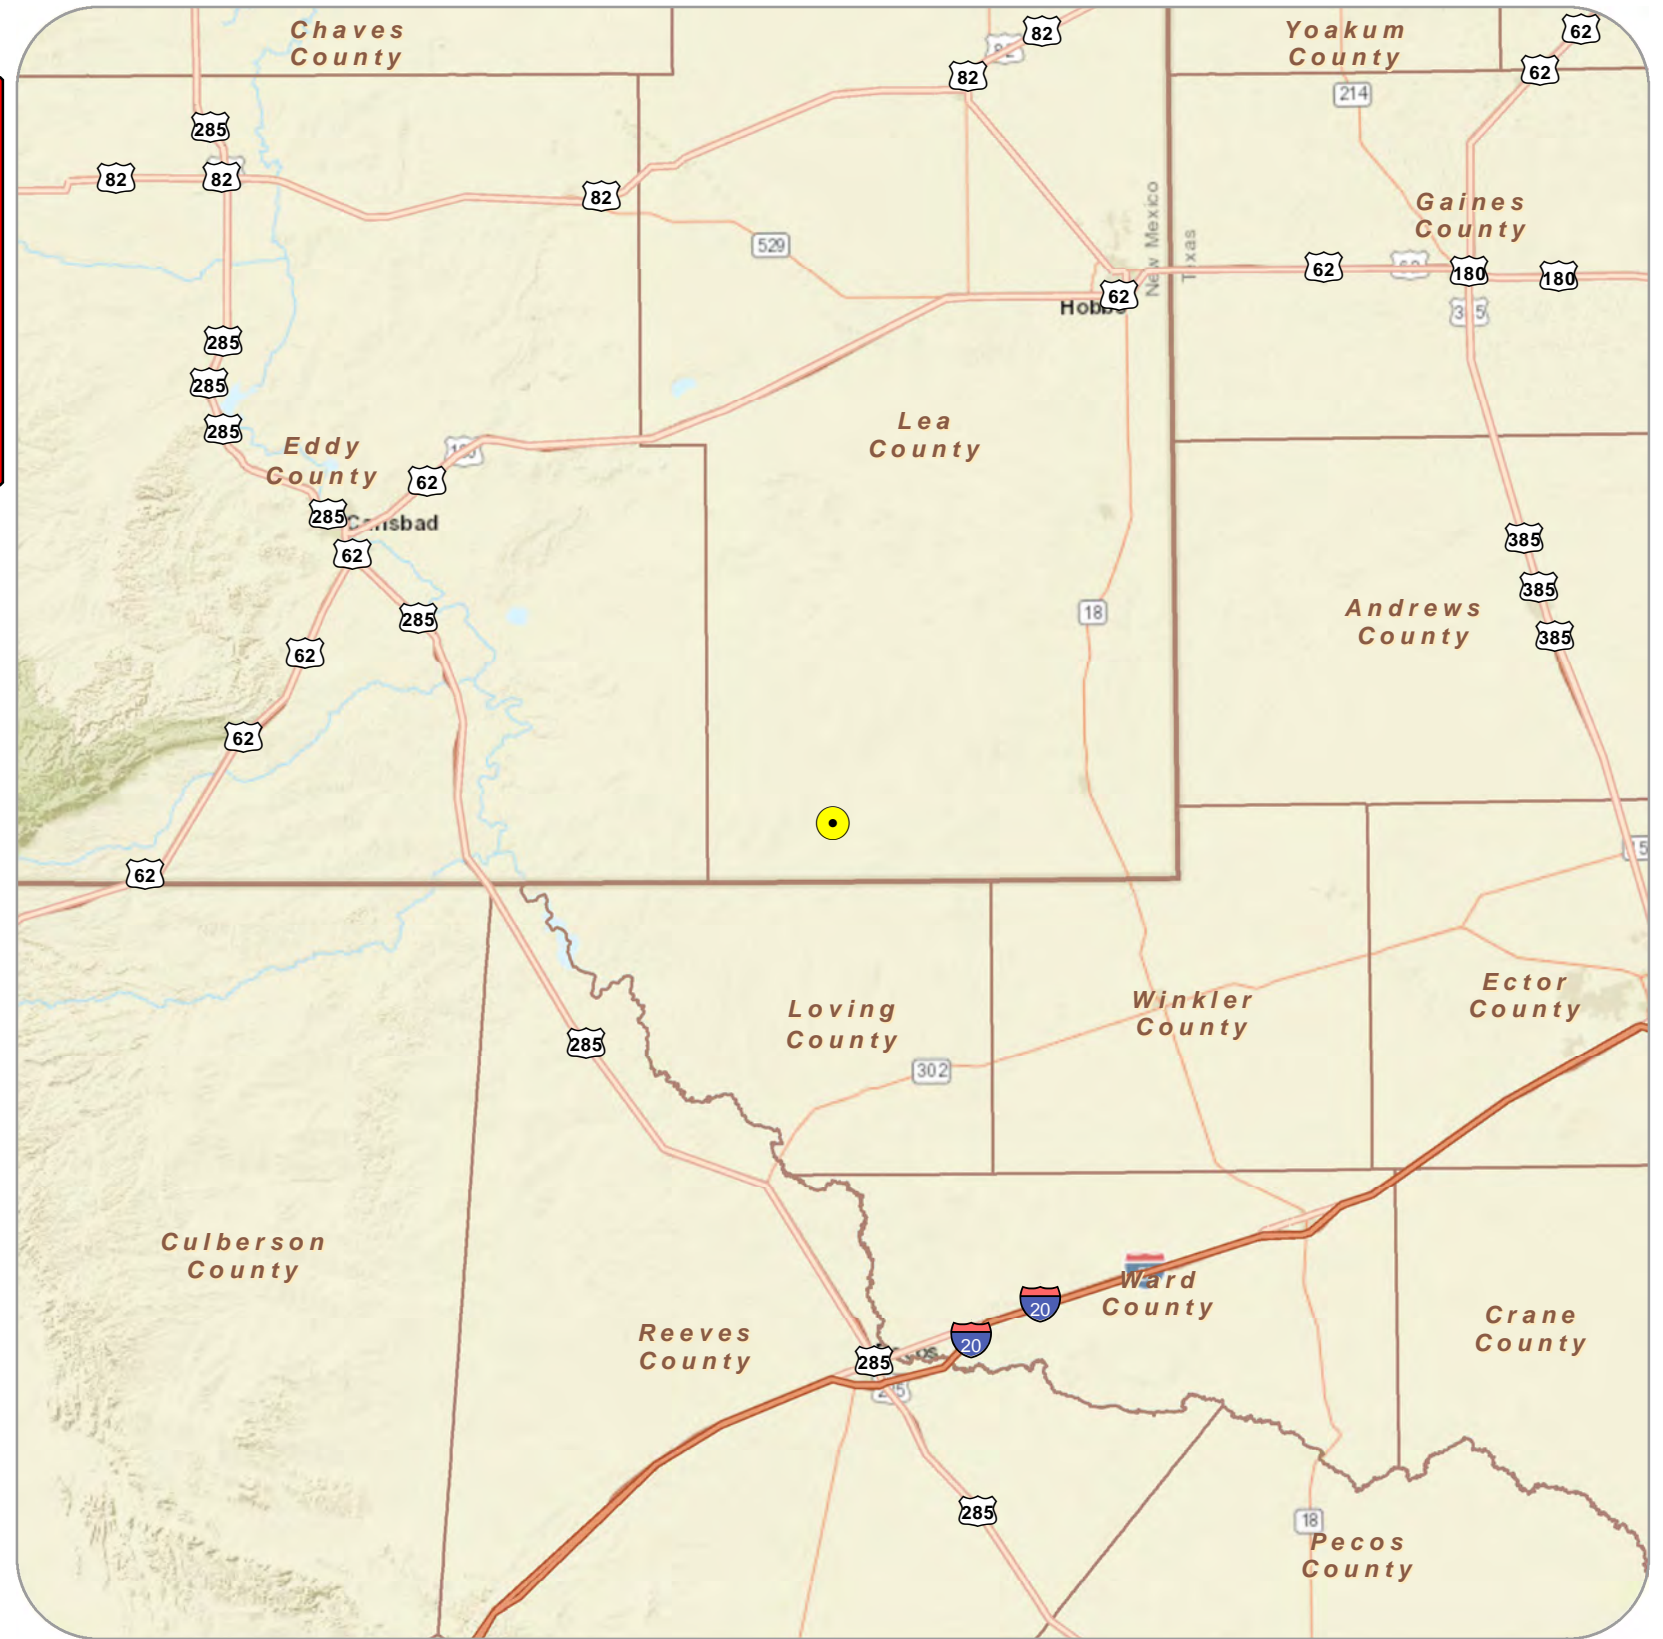 Chaves
County
82
Yoakum
County
62
82
62
214
285
82
82
82
Gaines
County
529
New Mexico
Texas
62
180
180
62
Hobbs
285
285
285
Lea
County
Eddy
County
62
285
Carlsbad
62
385
385
385
285
18
Andrews
County
62
62
62
Loving
County
Winkler
County
Ector
County
285
302
Culberson
County
Ward
County
20
20
Reeves
County
285
Crane
County
285
18
Pecos
County